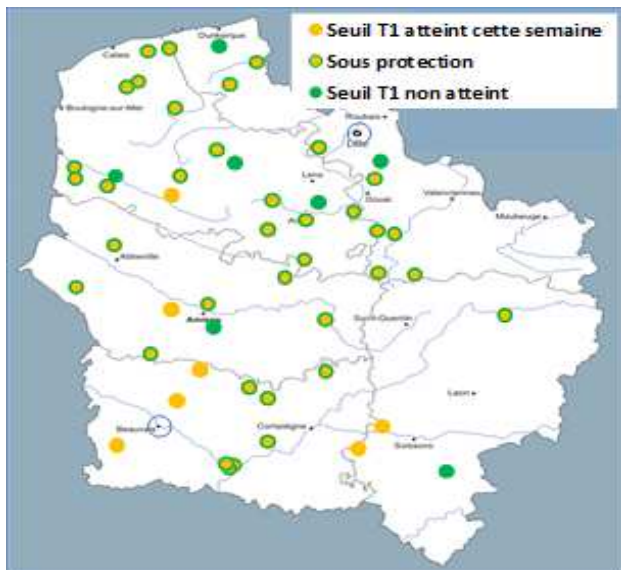 Seuil T1 atteint cette semaine
Sous protection
Seuil T1 non atteint
Dunkerque
Calais
Boulogne-sur-Mer
Roubaix
Lille
Lens
Douai
Valenciennes
Maubeuge
Abbeville
Amiens
Saint-Quentin
Laon
Beauvais
Compiègne
Soissons